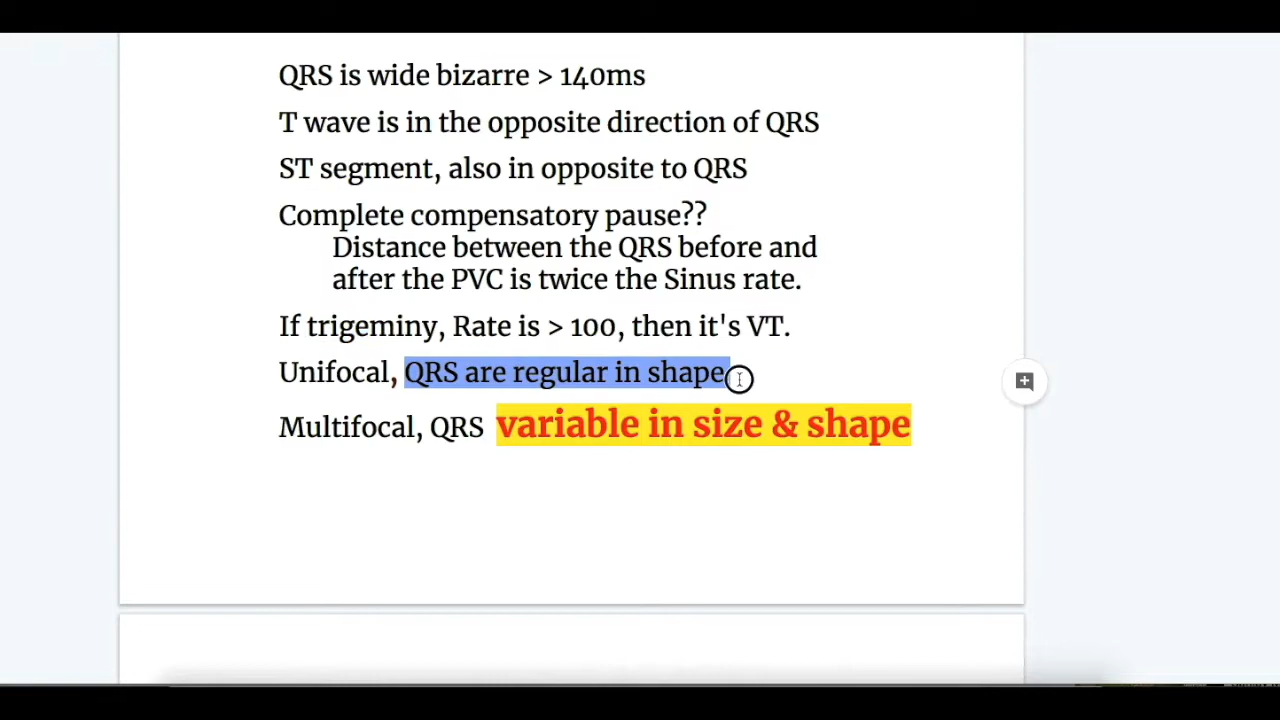 QRS is wide bizarre > 140ms
T wave is in the opposite direction of QRS
ST segment, also in opposite to QRS
Complete compensatory pause??
Distance between the QRS before and
after the PVC is twice the Sinus rate.
If trigeminy, Rate is > 100, then it's VT.
Unifocal, QRS are regular in shape
Multifocal, QRS variable in size & shape